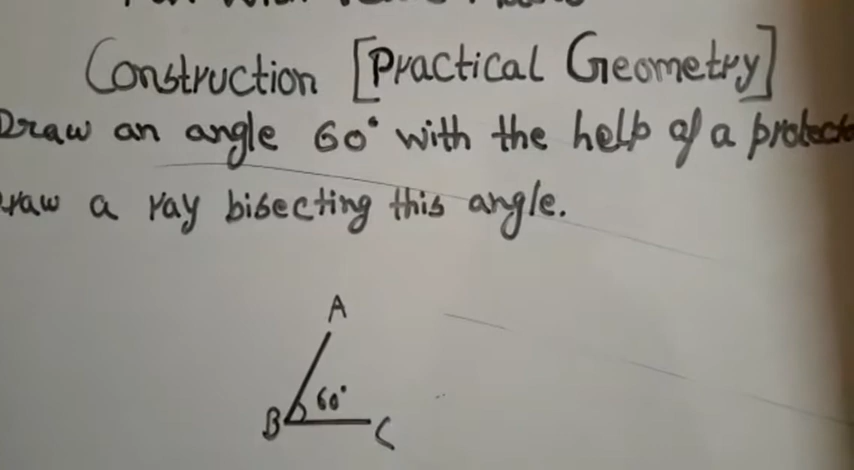 Construction [Practical Geometry]
Draw an angle 60° with the help of a
raw a ray bisecting this angle.
A
60°
B
C